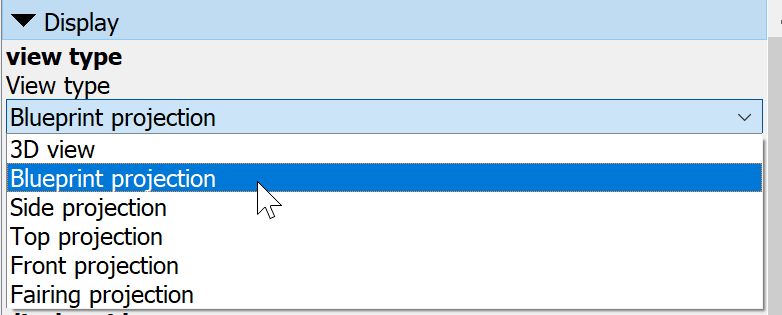 Display
view type
View type
Blueprint projection
3D view
Blueprint projection
Side projection
Top projection
Front projection
Fairing projection